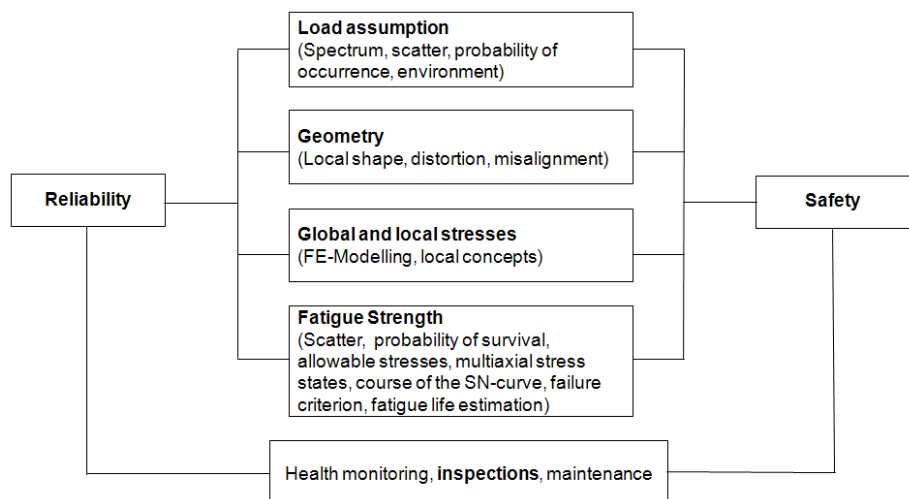 Load assumption
(Spectrum, scatter, probability of
occurrence, environment)
Geometry
(Local shape, distortion, misalignment)
Reliability
Safety
Global and local stresses
(FE-Modelling, local concepts)
Fatigue Strength
(Scatter,  probability of survival,
allowable stresses, multiaxial stress
states, course of the SN-curve, failure
criterion, fatigue life estimation)
Health monitoring, inspections, maintenance